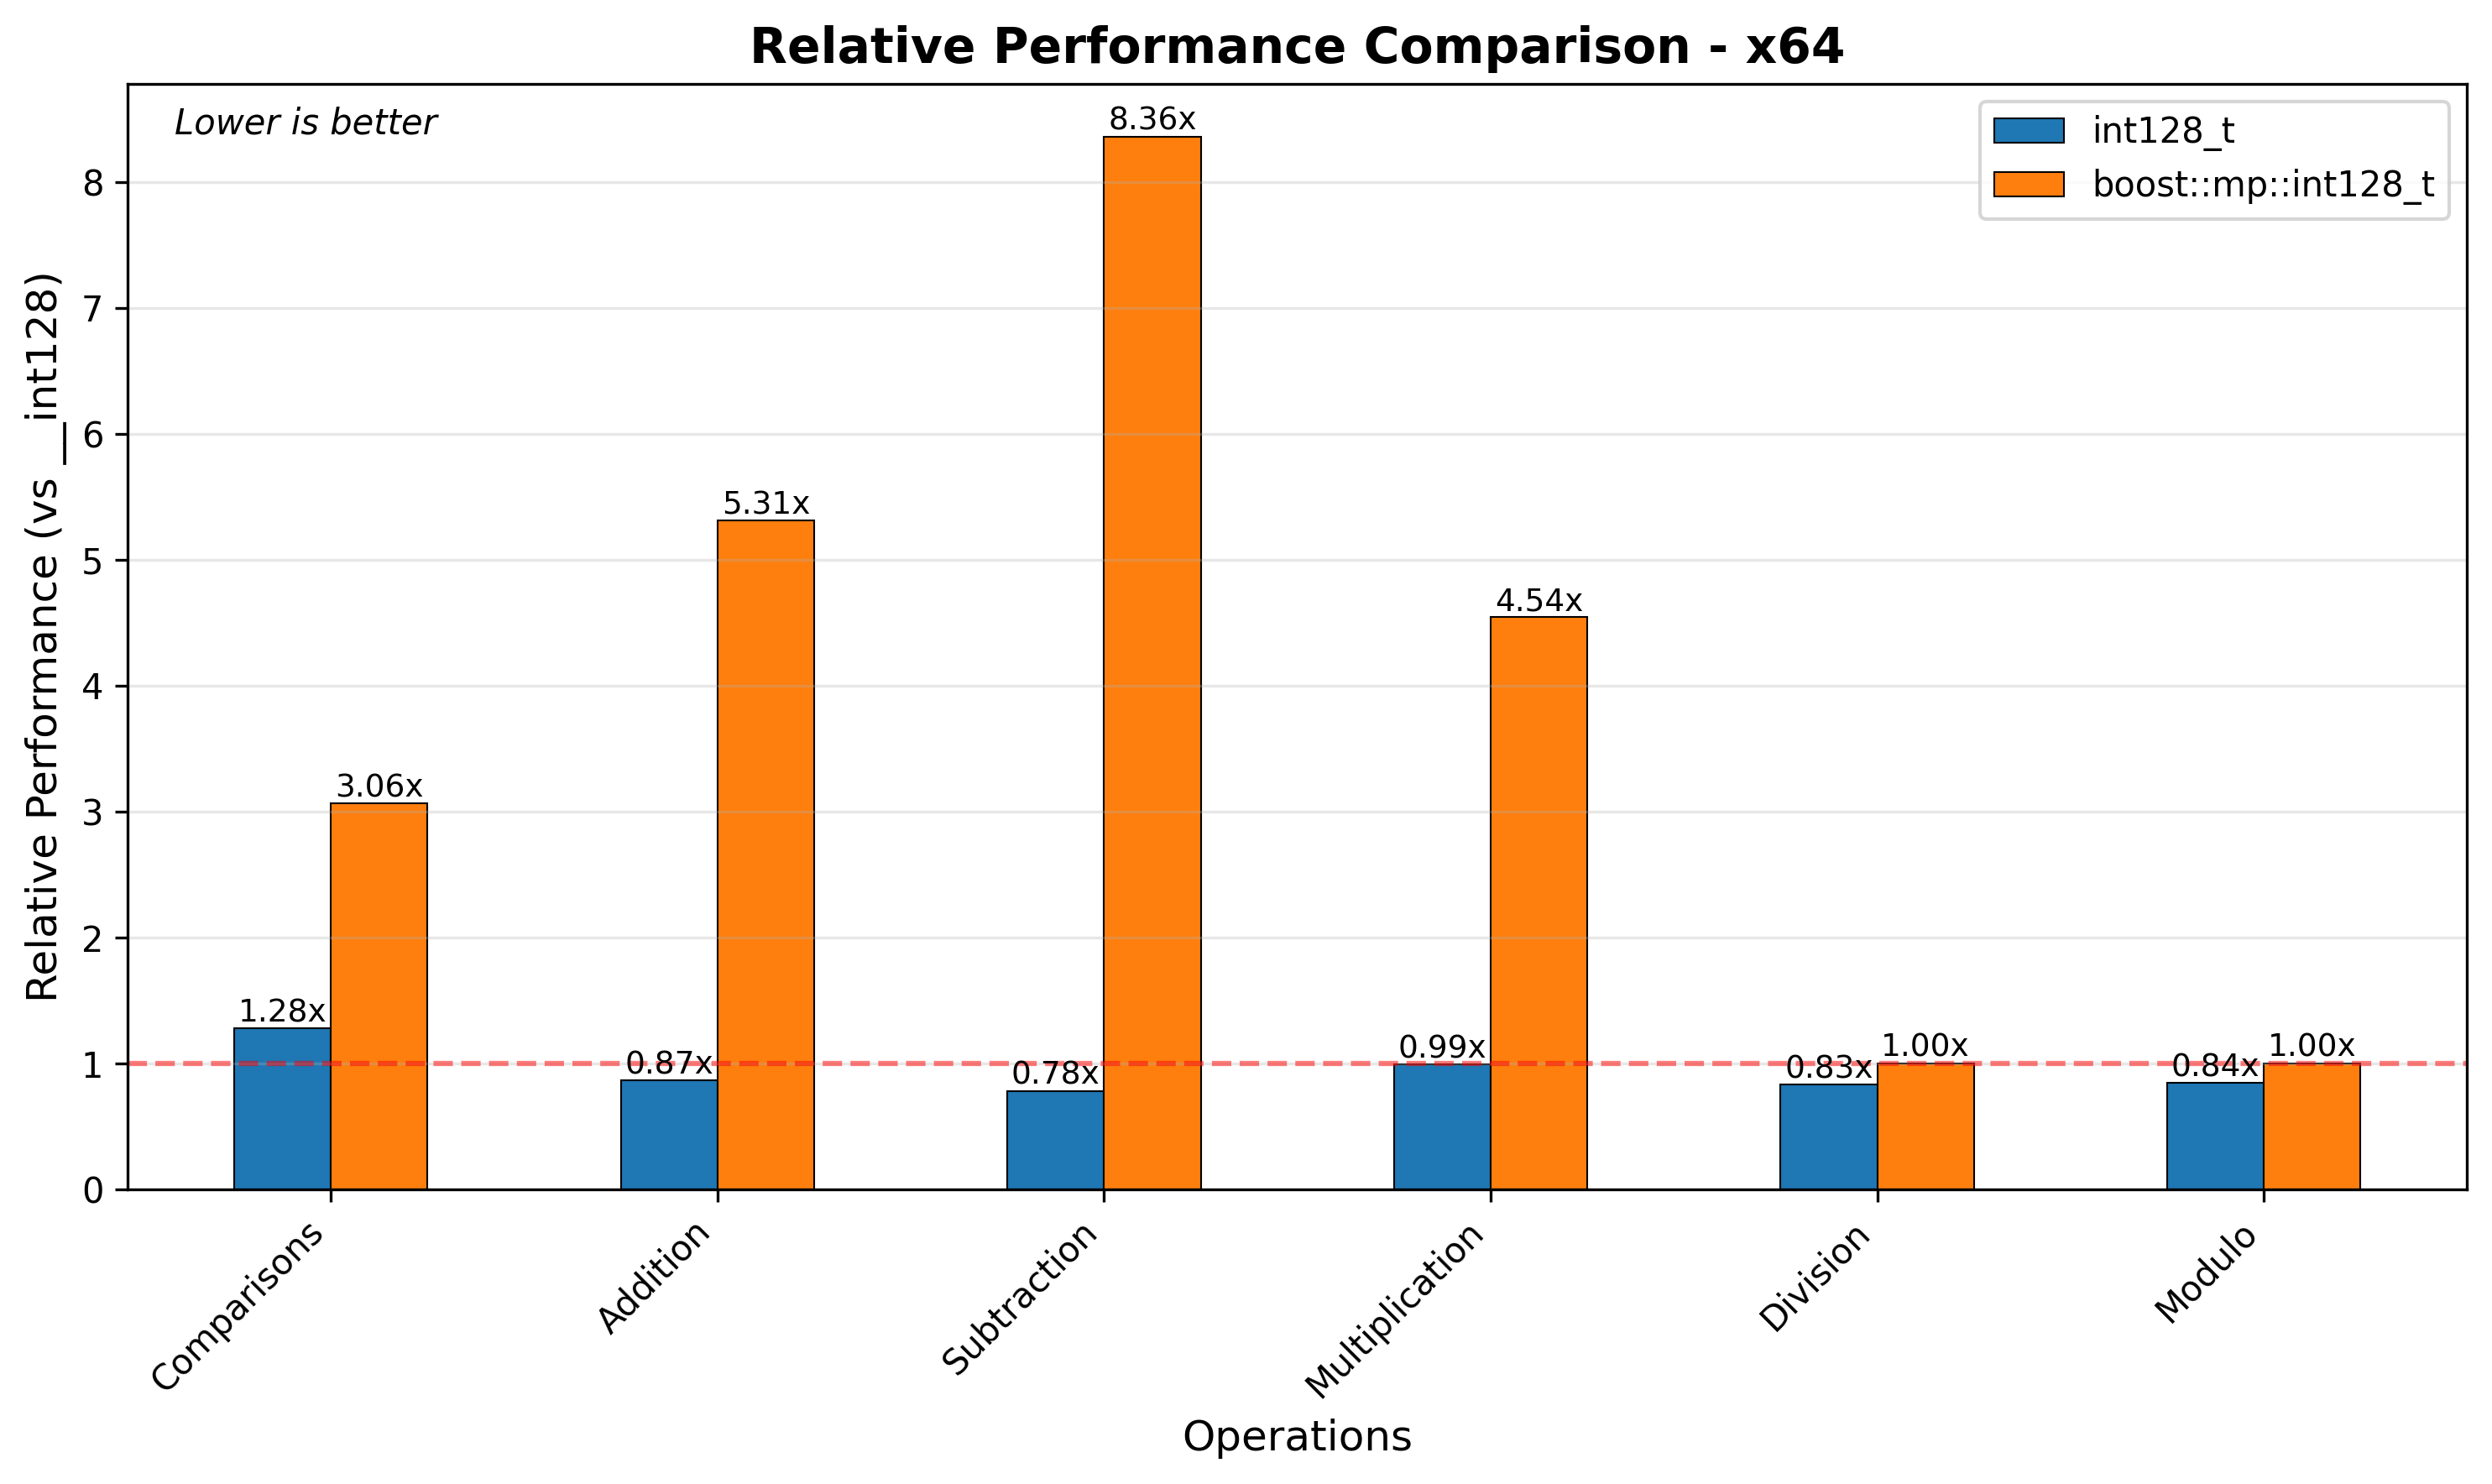 Relative Performance Comparison - x64
Lower is better
int128_t
boost::mp::int128_t
Relative Performance (vs __int128)
8
7
6
5
4
3
2
1
0
1.28x
3.06x
0.87x
5.31x
0.78x
8.36x
0.99x
4.54x
0.83x
1.00x
0.84x
1.00x
Comparisons
Addition
Subtraction
Multiplication
Division
Modulo
Operations